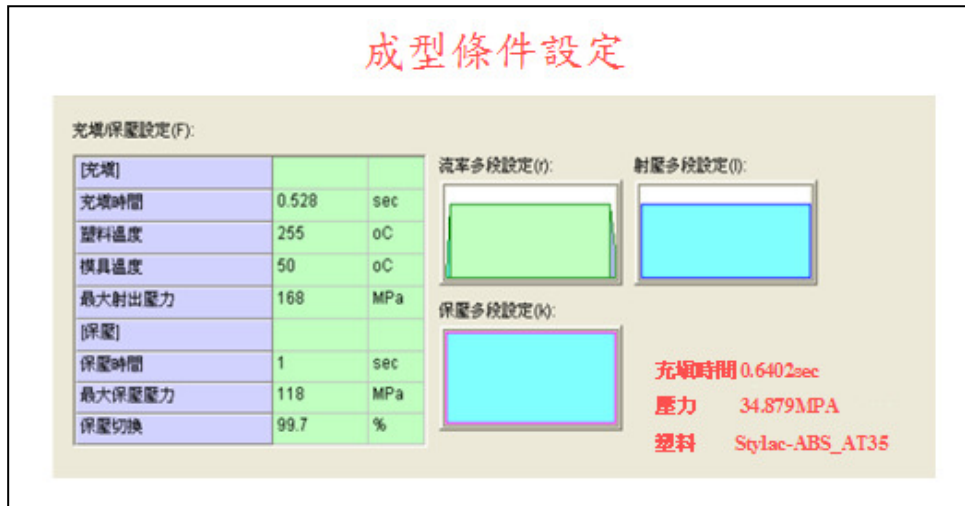 成型條件設定
充填/保壓設定(F):
[充填]
充填時間 0.528 sec
塑料溫度 255 oC
模具溫度 50 oC
最大射出壓力 168 MPa
[保壓]
保壓時間 1 sec
最大保壓壓力 118 MPa
保壓切換 99.7 %
流率多段設定(r):
射壓多段設定(I):
保壓多段設定(k):
充填時間 0.6402sec
壓力 34.879MPA
塑料 Stylac-ABS_AT35